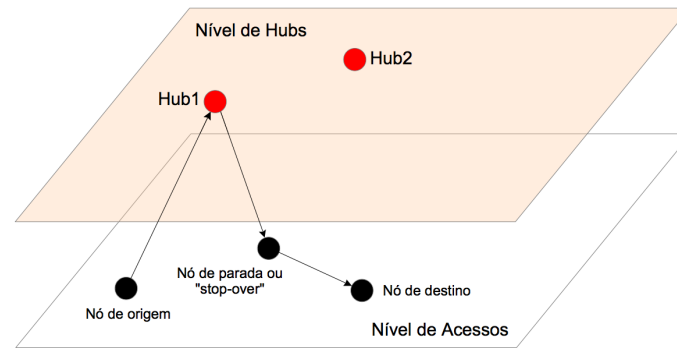 Nível de Hubs
Hub2
Hub1
Nó de parada ou
"stop-over"
Nó de destino
Nó de origem
Nível de Acessos